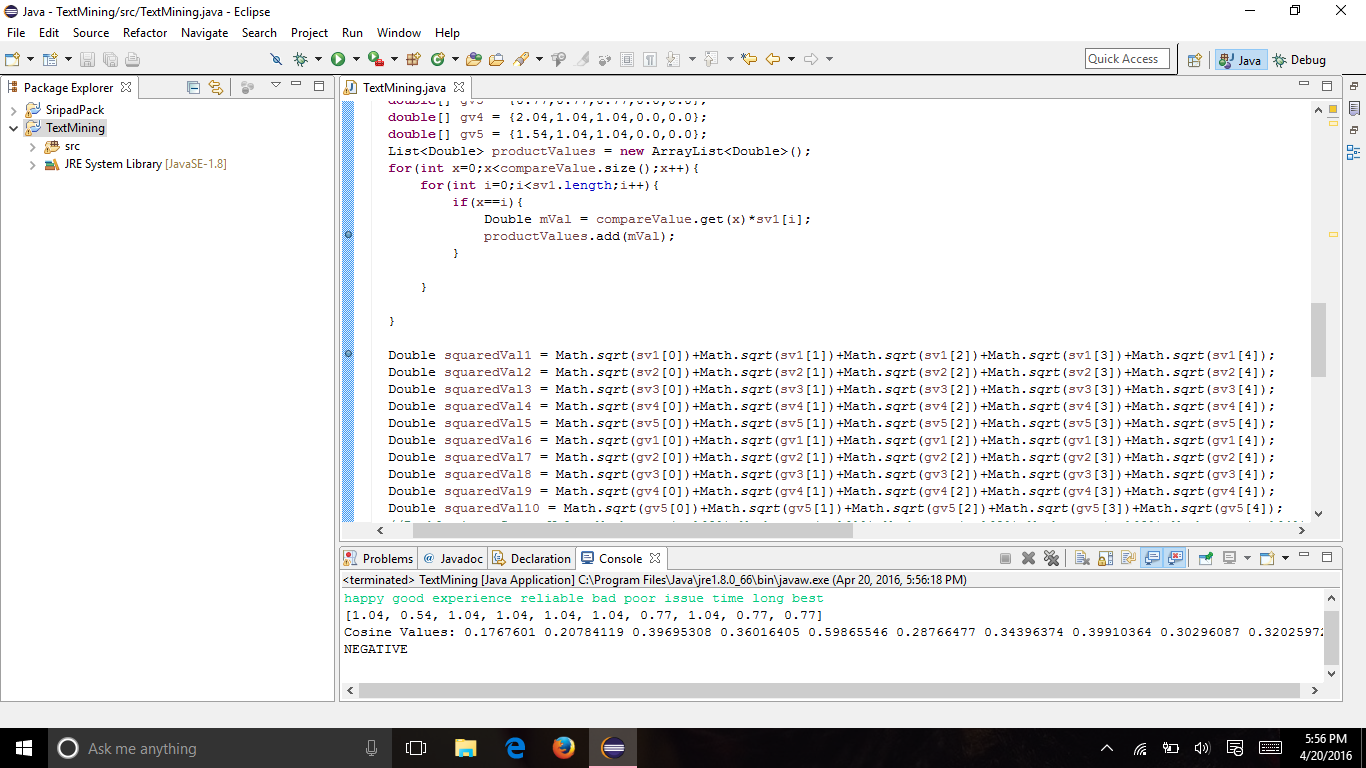 Java - TextMining/src/TextMining.java - Eclipse
File Edit Source Refactor Navigate Search Project Run Window Help
Quick Access Java Debug
Package Explorer
SripadPack
TextMining
src
JRE System Library [JavaSE-1.8]
TextMining.java
double[] gv3 = {0.77,0.77,0.77,0.0,0.0};
double[] gv4 = {2.04,1.04,1.04,0.0,0.0};
double[] gv5 = {1.54,1.04,1.04,0.0,0.0};
List<Double> productValues = new ArrayList<Double>();
for(int x=0;x<compareValue.size();x++){
for(int i=0;i<sv1.length;i++){
if(x==i){
Double mVal = compareValue.get(x)*sv1[i];
productValues.add(mVal);
}
}
}
Double squaredVal1 = Math.sqrt(sv1[0])+Math.sqrt(sv1[1])+Math.sqrt(sv1[2])+Math.sqrt(sv1[3])+Math.sqrt(sv1[4]);
Double squaredVal2 = Math.sqrt(sv2[0])+Math.sqrt(sv2[1])+Math.sqrt(sv2[2])+Math.sqrt(sv2[3])+Math.sqrt(sv2[4]);
Double squaredVal3 = Math.sqrt(sv3[0])+Math.sqrt(sv3[1])+Math.sqrt(sv3[2])+Math.sqrt(sv3[3])+Math.sqrt(sv3[4]);
Double squaredVal4 = Math.sqrt(sv4[0])+Math.sqrt(sv4[1])+Math.sqrt(sv4[2])+Math.sqrt(sv4[3])+Math.sqrt(sv4[4]);
Double squaredVal5 = Math.sqrt(sv5[0])+Math.sqrt(sv5[1])+Math.sqrt(sv5[2])+Math.sqrt(sv5[3])+Math.sqrt(sv5[4]);
Double squaredVal6 = Math.sqrt(gv1[0])+Math.sqrt(gv1[1])+Math.sqrt(gv1[2])+Math.sqrt(gv1[3])+Math.sqrt(gv1[4]);
Double squaredVal7 = Math.sqrt(gv2[0])+Math.sqrt(gv2[1])+Math.sqrt(gv2[2])+Math.sqrt(gv2[3])+Math.sqrt(gv2[4]);
Double squaredVal8 = Math.sqrt(gv3[0])+Math.sqrt(gv3[1])+Math.sqrt(gv3[2])+Math.sqrt(gv3[3])+Math.sqrt(gv3[4]);
Double squaredVal9 = Math.sqrt(gv4[0])+Math.sqrt(gv4[1])+Math.sqrt(gv4[2])+Math.sqrt(gv4[3])+Math.sqrt(gv4[4]);
Double squaredVal10 = Math.sqrt(gv5[0])+Math.sqrt(gv5[1])+Math.sqrt(gv5[2])+Math.sqrt(gv5[3])+Math.sqrt(gv5[4]);
Problems @ Javadoc Declaration Console
<terminated> TextMining [Java Application] C:\Program Files\Java\jre1.8.0_66\bin\javaw.exe (Apr 20, 2016, 5:56:18 PM)
happy good experience reliable bad poor issue time long best
[1.04, 0.54, 1.04, 1.04, 1.04, 1.04, 0.77, 1.04, 0.77, 0.77]
Cosine Values: 0.1767601 0.20784119 0.39695308 0.36016405 0.59865546 0.28766477 0.34396374 0.39910364 0.30296087 0.32025972
NEGATIVE
Ask me anything
5:56 PM
4/20/2016